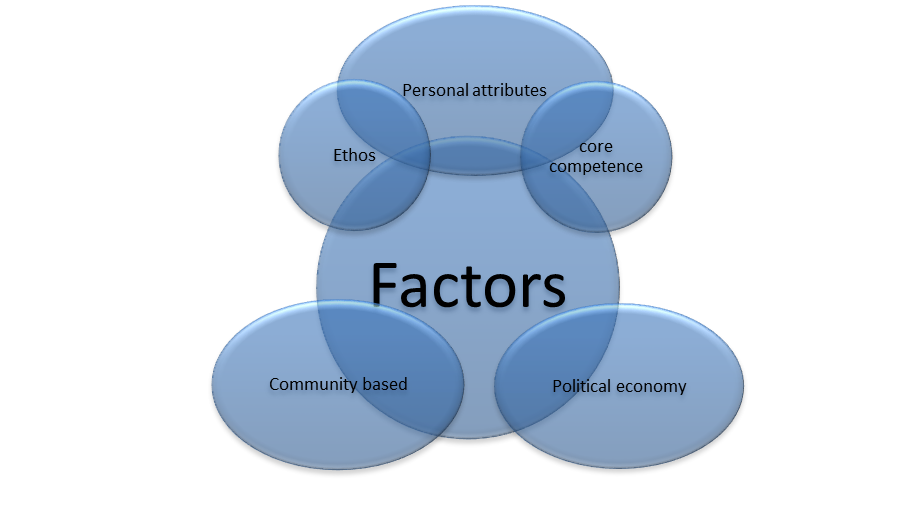 Personal attributes
Ethos
core
competence
Factors
Community based
Political economy